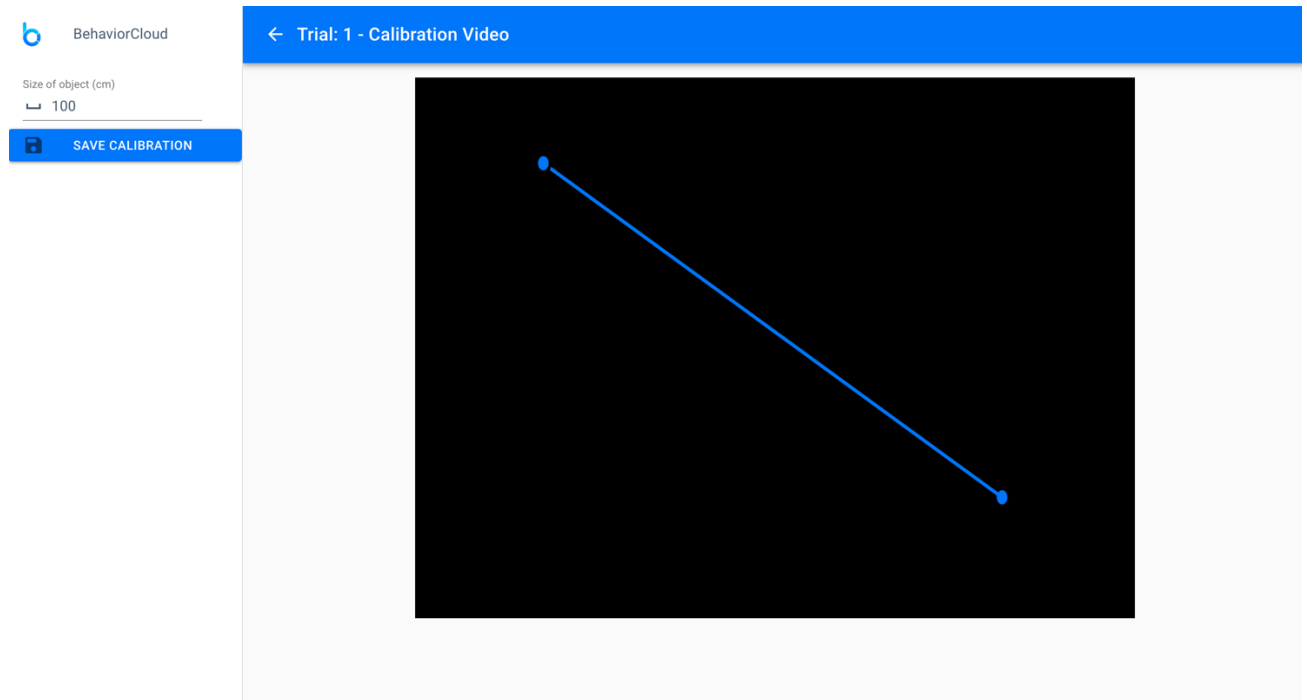 BehaviorCloud
Trial: 1 - Calibration Video
Size of object (cm)
100
SAVE CALIBRATION